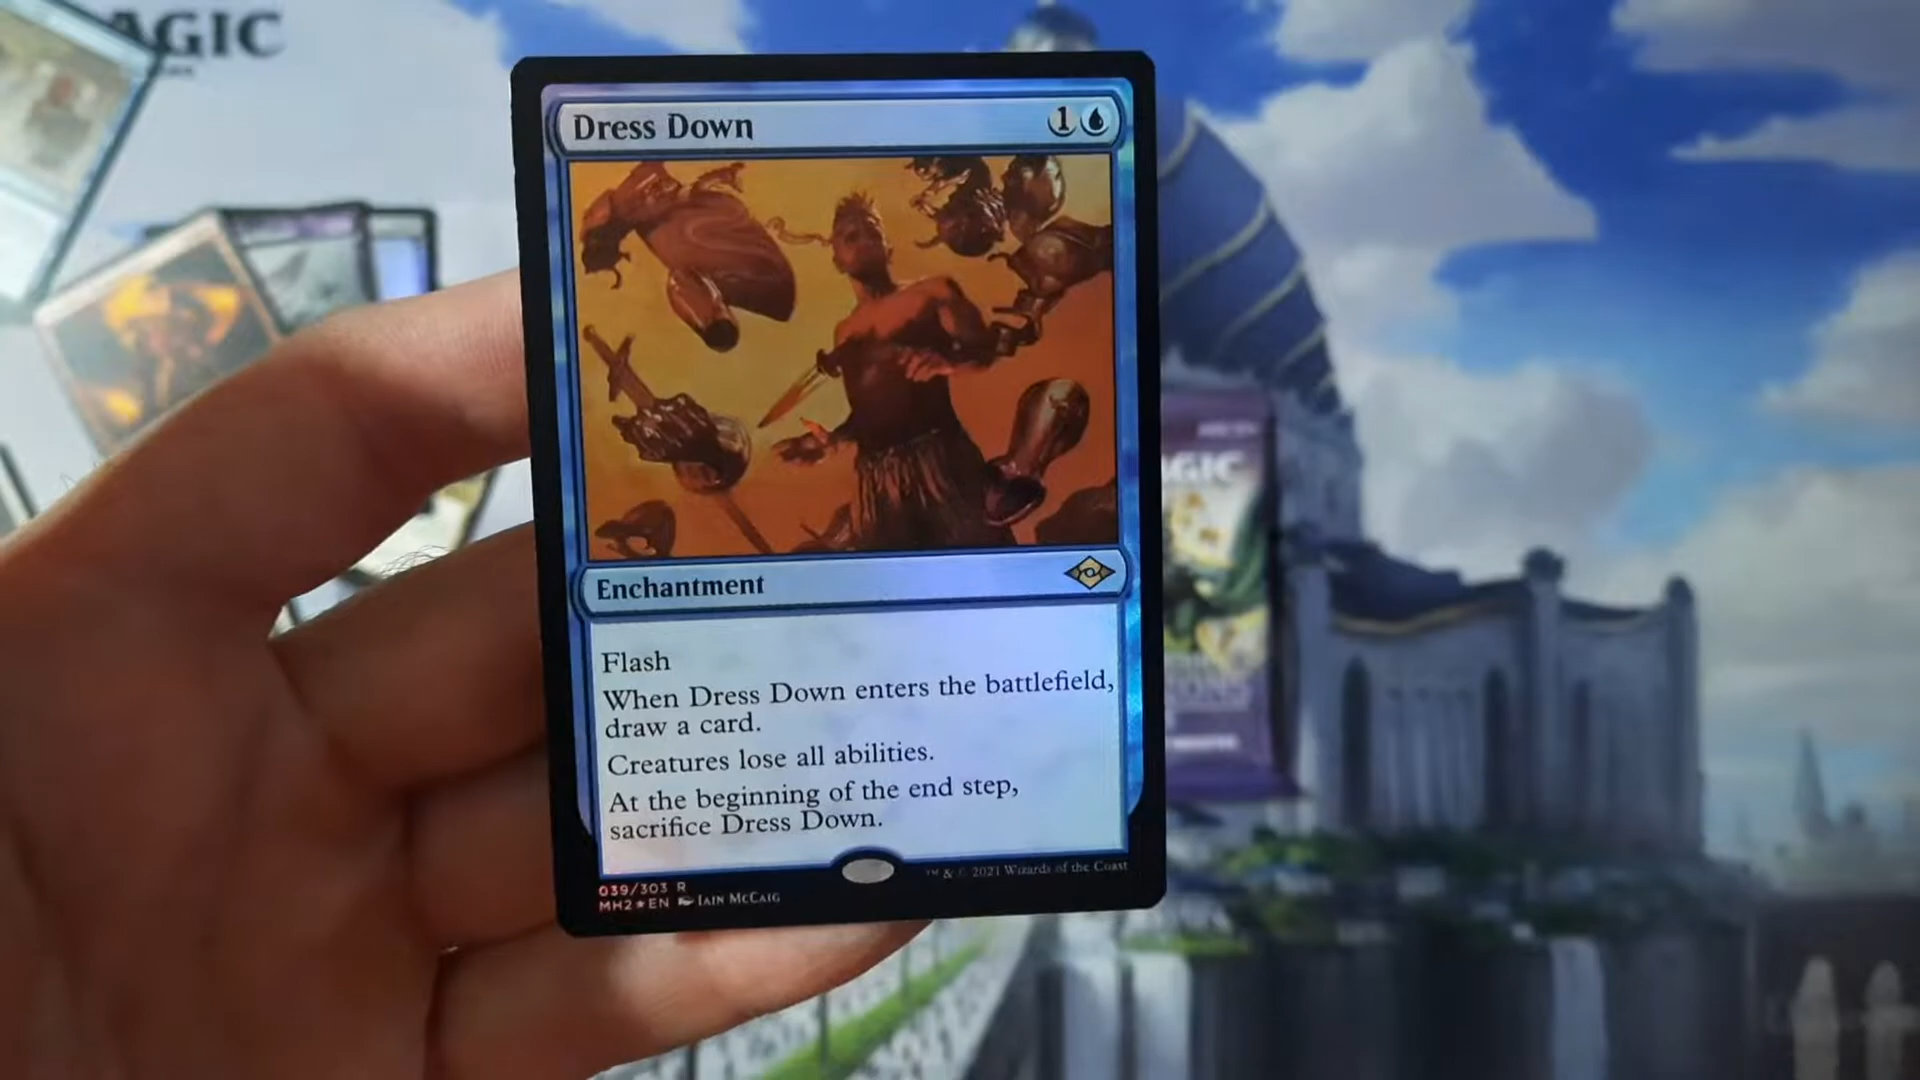 AGIC
Dress Down
1
Enchantment
Flash
When Dress Down enters the battlefield,
draw a card.
Creatures lose all abilities.
At the beginning of the end step,
sacrifice Dress Down.
039/303 R
MH2★EN Iain McCaig
™ & © 2021 Wizards of the Coast
AGIC